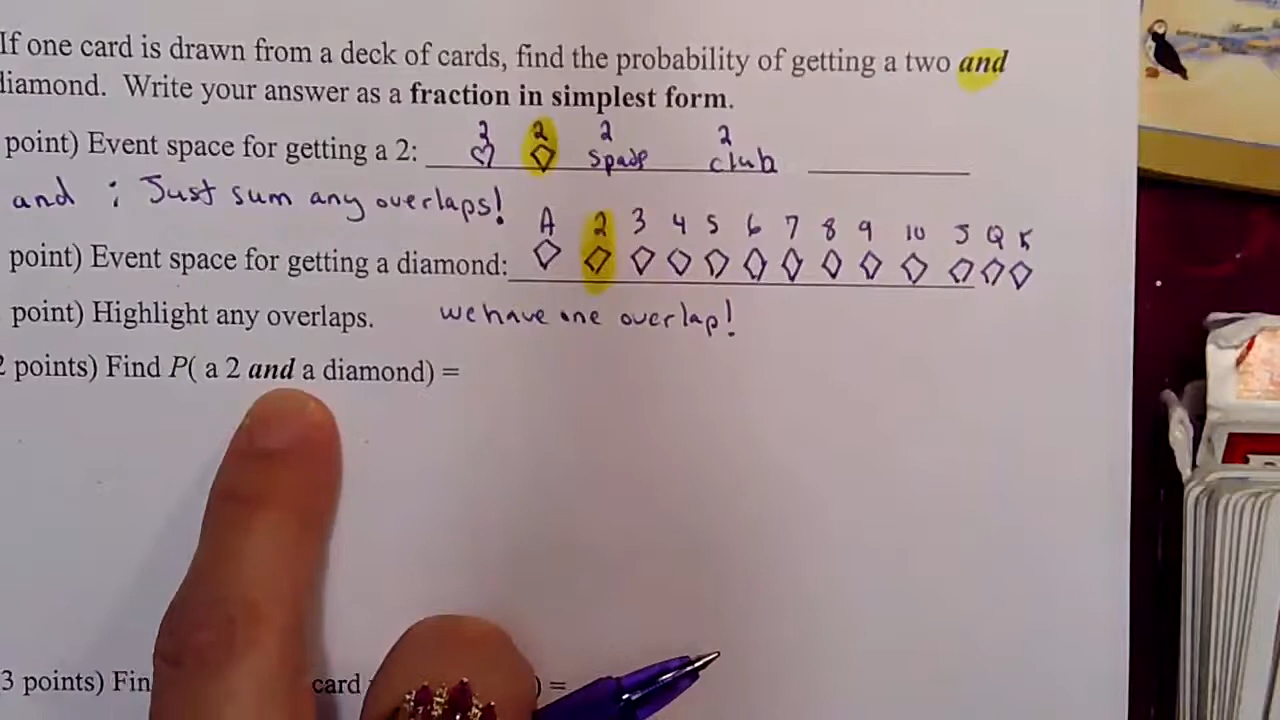 If one card is drawn from a deck of cards, find the probability of getting a two and
diamond. Write your answer as a fraction in simplest form.
2 2 2 2
point) Event space for getting a 2: spade club
and : Just sum any overlaps!
A 2 3 4 5 6 7 8 9 10 J Q K
point) Event space for getting a diamond:
point) Highlight any overlaps. we have one overlap!
2 points) Find P( a 2 and a diamond) =
3 points) Fin card ) =